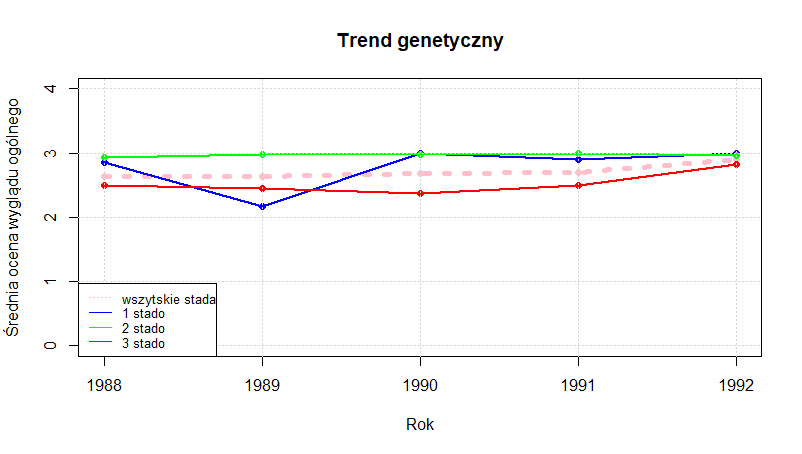 Trend genetyczny
Średnia ocena wyglądu ogólnego
4
3
2
1
0
wszytskie stada
1 stado
2 stado
3 stado
1988 1989 1990 1991 1992
Rok